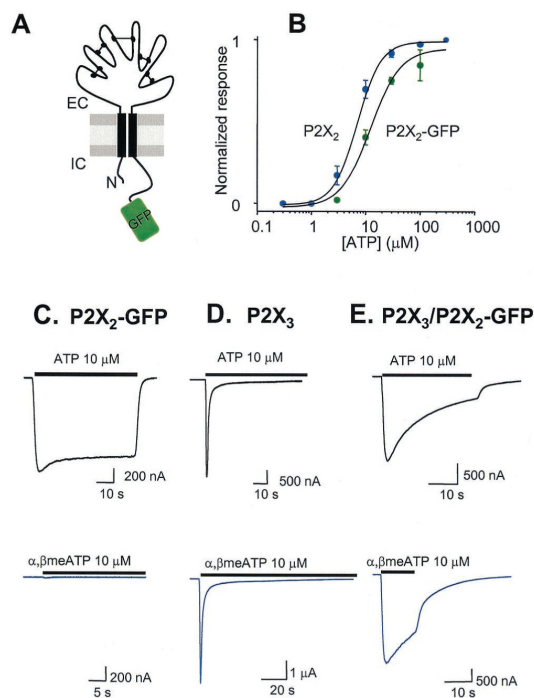 A
EC
IC
N
GFP
B
Normalized response
1
0
P2X2
P2X2-GFP
0.1 1 10 100 1000
[ATP] (μM)
C. P2X2-GFP
ATP 10 μM
200 nA
10 s
α,βmeATP 10 μM
200 nA
5 s
D. P2X3
ATP 10 μM
500 nA
10 s
α,βmeATP 10 μM
1 μA
20 s
E. P2X3/P2X2-GFP
ATP 10 μM
500 nA
10 s
α,βmeATP 10 μM
500 nA
10 s